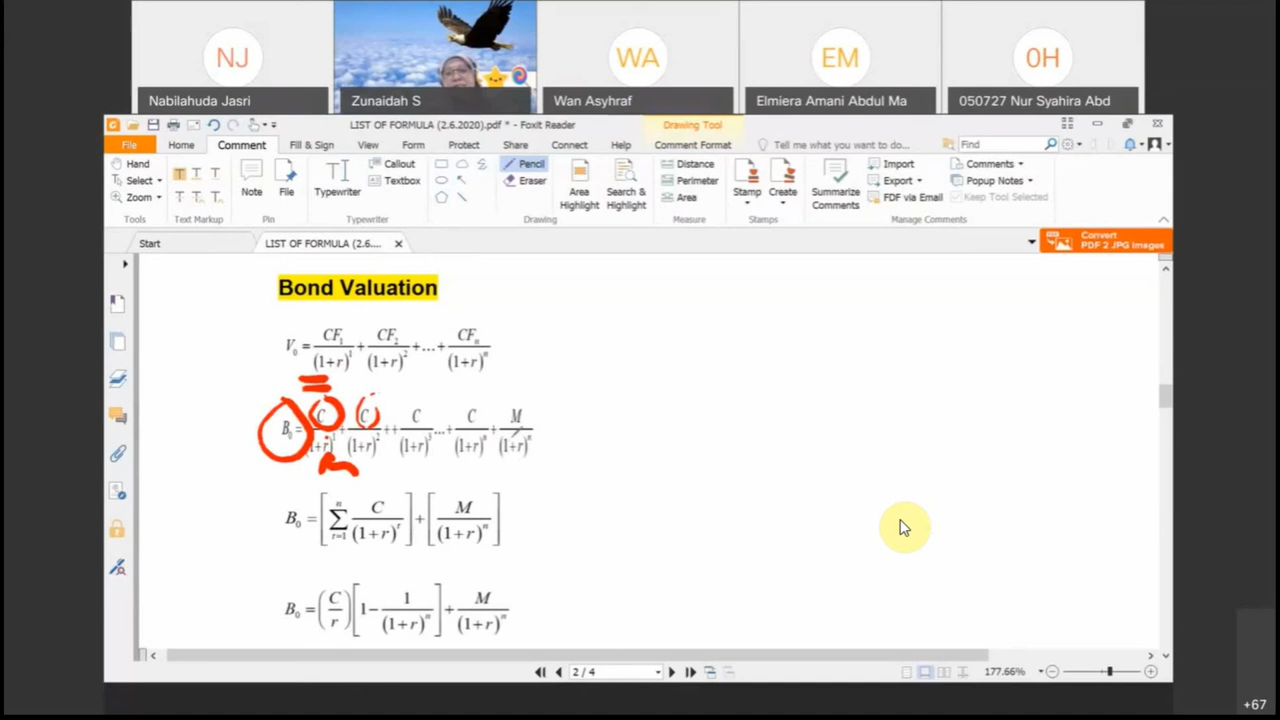 NJ
WA
EM
0H
Nabilahuda Jasri
Zunaidah S
Wan Asyhraf
Elmiera Amani Abdul Ma
050727 Nur Syahira Abd
LIST OF FORMULA (2.6.2020).pdf * - Foxit Reader
Drawing Tool
File Home Comment Fill & Sign View Form Protect Share Connect Help Comment Format Tell me what you want to do... Find
Hand
Select
Zoom
Tools
T T T
T T T
Text Markup
Note
File
Pin
Typewriter
Callout
Textbox
Typewriter
Pencil
Eraser
Area Highlight
Search & Highlight
Drawing
Distance
Perimeter
Area
Measure
Stamp
Create
Stamps
Summarize Comments
Import
Export
FDF via Email
Comments
Popup Notes
Keep Tool Selected
Manage Comments
Start
LIST OF FORMULA (2.6....
Convert
PDF 2 JPG Images
Bond Valuation
V₀ = CF₁/(1+r)¹ + CF₂/(1+r)² + ... + CFₙ/(1+r)ⁿ
B₀ = C/(1+r)¹ + C/(1+r)² ++ C/(1+r)³ ... + C/(1+r)ⁿ + M/(1+r)ⁿ
B₀ = [∑ₜ₌₁ⁿ C/(1+r)ᵗ] + [M/(1+r)ⁿ]
B₀ = (C/r)[1 − 1/(1+r)ⁿ] + M/(1+r)ⁿ
2 / 4
177.66%
+67